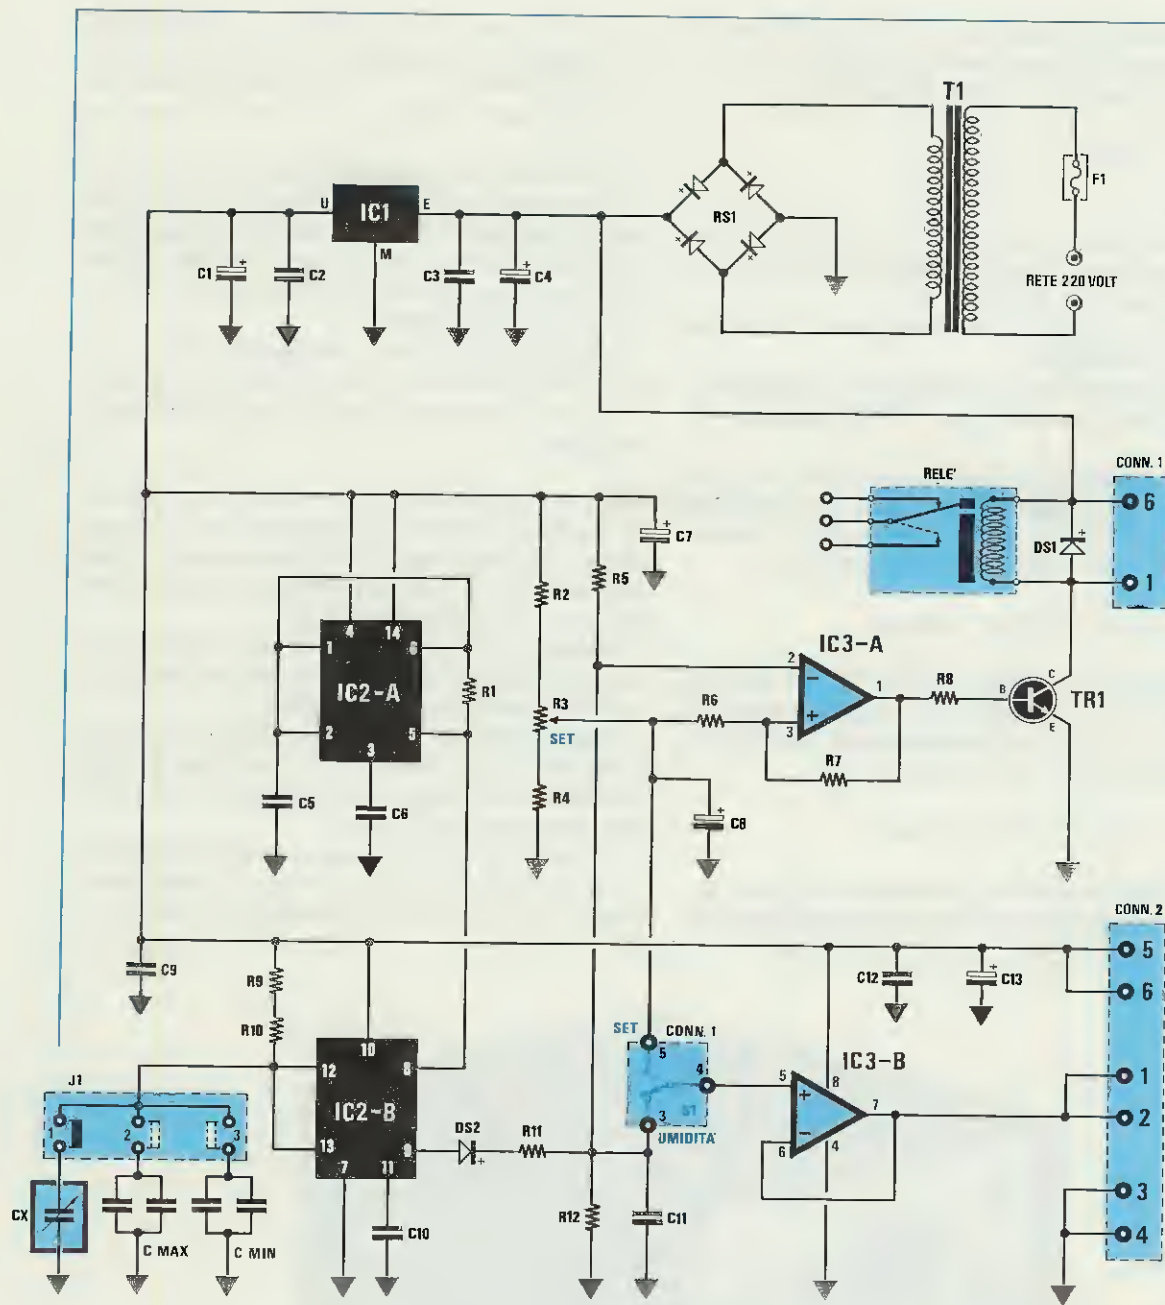 T1
F1
RS1
U
IC1
E
M
C1
+
C2
C3
C4
+
RETE 220 VOLT
CONN. 1
RELE'
6
DS1
+
1
C7
+
R2
R5
4
14
1
6
IC2-A
R1
2
5
3
R3
SET
R4
C5
C6
IC3-A
2
-
+
3
1
R6
R7
R8
B
C
E
TR1
C8
+
CONN. 2
5
6
1
2
3
4
C9
R9
R10
C12
C13
+
10
12
8
IC2-B
13
9
7
11
DS2
+
R11
SET
CONN. 1
5
4
S1
3
UMIDITA'
IC3-B
5
+
8
7
-
6
4
J1
1
2
3
CX
C MAX
C MIN
C10
R12
C11